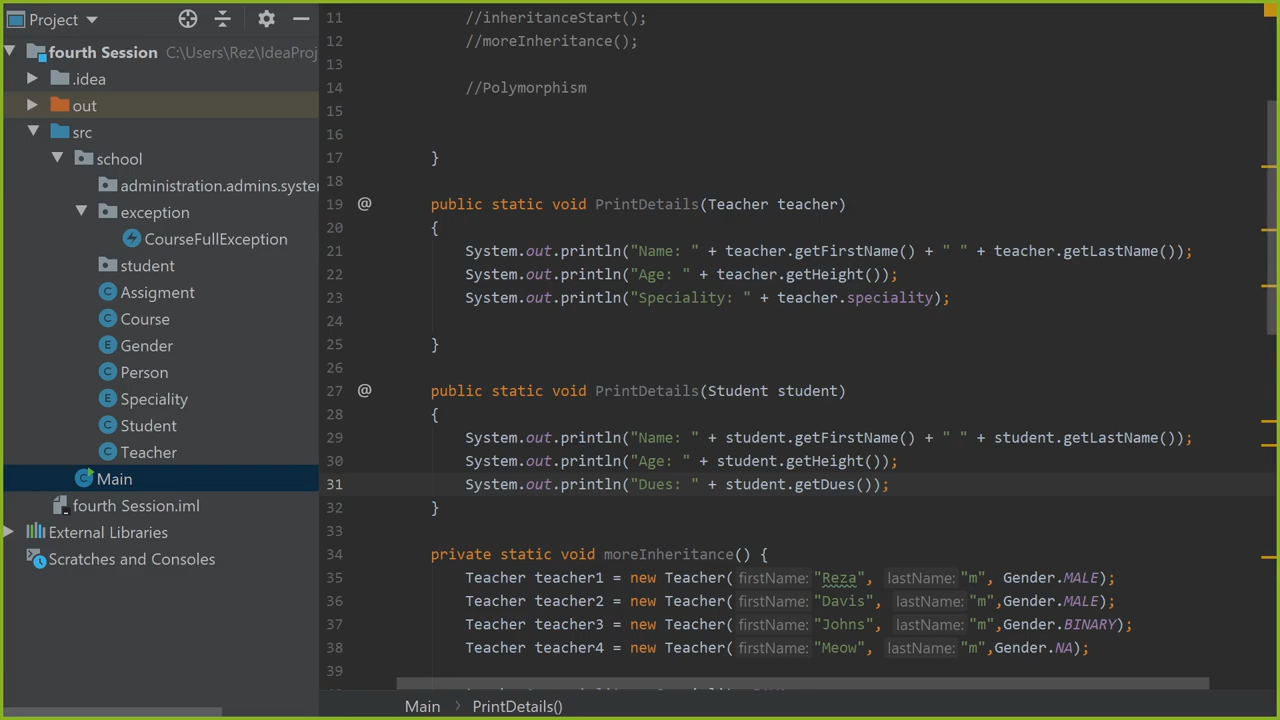 Project
fourth Session C:\Users\Rez\IdeaProj
.idea
out
src
school
administration.admins.syster
exception
CourseFullException
student
Assigment
Course
Gender
Person
Speciality
Student
Teacher
Main
fourth Session.iml
External Libraries
Scratches and Consoles
11 //inheritanceStart();
12 //moreInheritance();
13
14 //Polymorphism
15
16
17 }
18
19 @ public static void PrintDetails(Teacher teacher)
20 {
21 System.out.println("Name: " + teacher.getFirstName() + " " + teacher.getLastName());
22 System.out.println("Age: " + teacher.getHeight());
23 System.out.println("Speciality: " + teacher.speciality);
24
25 }
26
27 @ public static void PrintDetails(Student student)
28 {
29 System.out.println("Name: " + student.getFirstName() + " " + student.getLastName());
30 System.out.println("Age: " + student.getHeight());
31 System.out.println("Dues: " + student.getDues());
32 }
33
34 private static void moreInheritance() {
35 Teacher teacher1 = new Teacher( firstName: "Reza", lastName: "m", Gender.MALE);
36 Teacher teacher2 = new Teacher( firstName: "Davis", lastName: "m",Gender.MALE);
37 Teacher teacher3 = new Teacher( firstName: "Johns", lastName: "m",Gender.BINARY);
38 Teacher teacher4 = new Teacher( firstName: "Meow", lastName: "m",Gender.NA);
39
Main > PrintDetails()